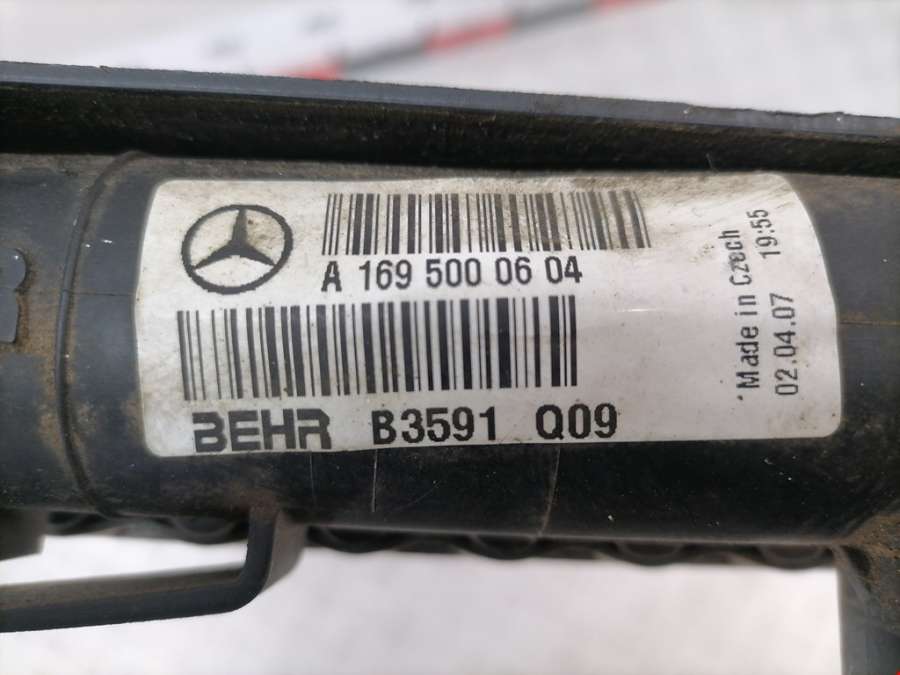 A 169 500 06 04
BEHR B3591 Q09
Made in Czech
02.04.07 19:55